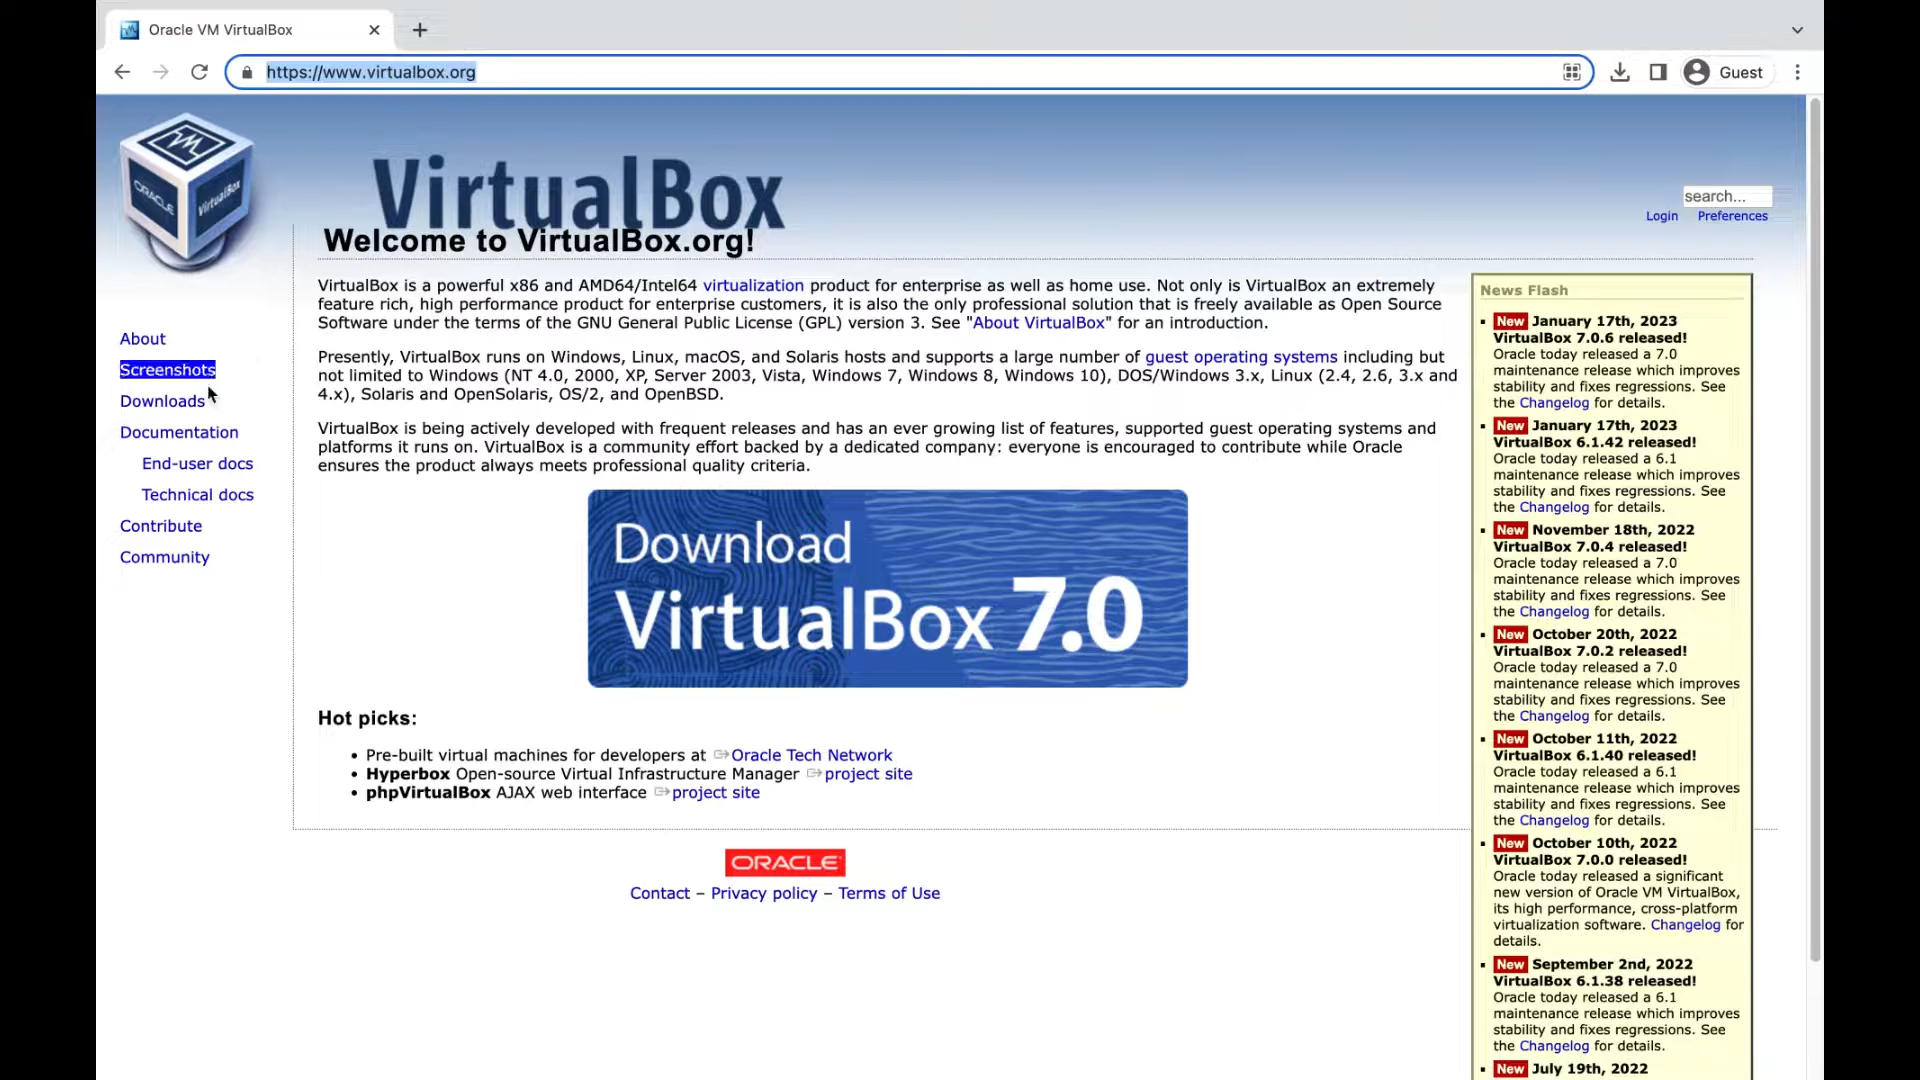 Oracle VM VirtualBox
https://www.virtualbox.org
Guest
ORACLE
VirtualBox
VirtualBox
search...
Login Preferences
Welcome to VirtualBox.org!
About
Screenshots
Downloads
Documentation
End-user docs
Technical docs
Contribute
Community
VirtualBox is a powerful x86 and AMD64/Intel64 virtualization product for enterprise as well as home use. Not only is VirtualBox an extremely
feature rich, high performance product for enterprise customers, it is also the only professional solution that is freely available as Open Source
Software under the terms of the GNU General Public License (GPL) version 3. See "About VirtualBox" for an introduction.
Presently, VirtualBox runs on Windows, Linux, macOS, and Solaris hosts and supports a large number of guest operating systems including but
not limited to Windows (NT 4.0, 2000, XP, Server 2003, Vista, Windows 7, Windows 8, Windows 10), DOS/Windows 3.x, Linux (2.4, 2.6, 3.x and
4.x), Solaris and OpenSolaris, OS/2, and OpenBSD.
VirtualBox is being actively developed with frequent releases and has an ever growing list of features, supported guest operating systems and
platforms it runs on. VirtualBox is a community effort backed by a dedicated company: everyone is encouraged to contribute while Oracle
ensures the product always meets professional quality criteria.
Download
VirtualBox 7.0
Hot picks:
• Pre-built virtual machines for developers at Oracle Tech Network
• Hyperbox Open-source Virtual Infrastructure Manager project site
• phpVirtualBox AJAX web interface project site
ORACLE
Contact – Privacy policy – Terms of Use
News Flash
New January 17th, 2023
VirtualBox 7.0.6 released!
Oracle today released a 7.0
maintenance release which improves
stability and fixes regressions. See
the Changelog for details.
New January 17th, 2023
VirtualBox 6.1.42 released!
Oracle today released a 6.1
maintenance release which improves
stability and fixes regressions. See
the Changelog for details.
New November 18th, 2022
VirtualBox 7.0.4 released!
Oracle today released a 7.0
maintenance release which improves
stability and fixes regressions. See
the Changelog for details.
New October 20th, 2022
VirtualBox 7.0.2 released!
Oracle today released a 7.0
maintenance release which improves
stability and fixes regressions. See
the Changelog for details.
New October 11th, 2022
VirtualBox 6.1.40 released!
Oracle today released a 6.1
maintenance release which improves
stability and fixes regressions. See
the Changelog for details.
New October 10th, 2022
VirtualBox 7.0.0 released!
Oracle today released a significant
new version of Oracle VM VirtualBox,
its high performance, cross-platform
virtualization software. Changelog for
details.
New September 2nd, 2022
VirtualBox 6.1.38 released!
Oracle today released a 6.1
maintenance release which improves
stability and fixes regressions. See
the Changelog for details.
New July 19th, 2022